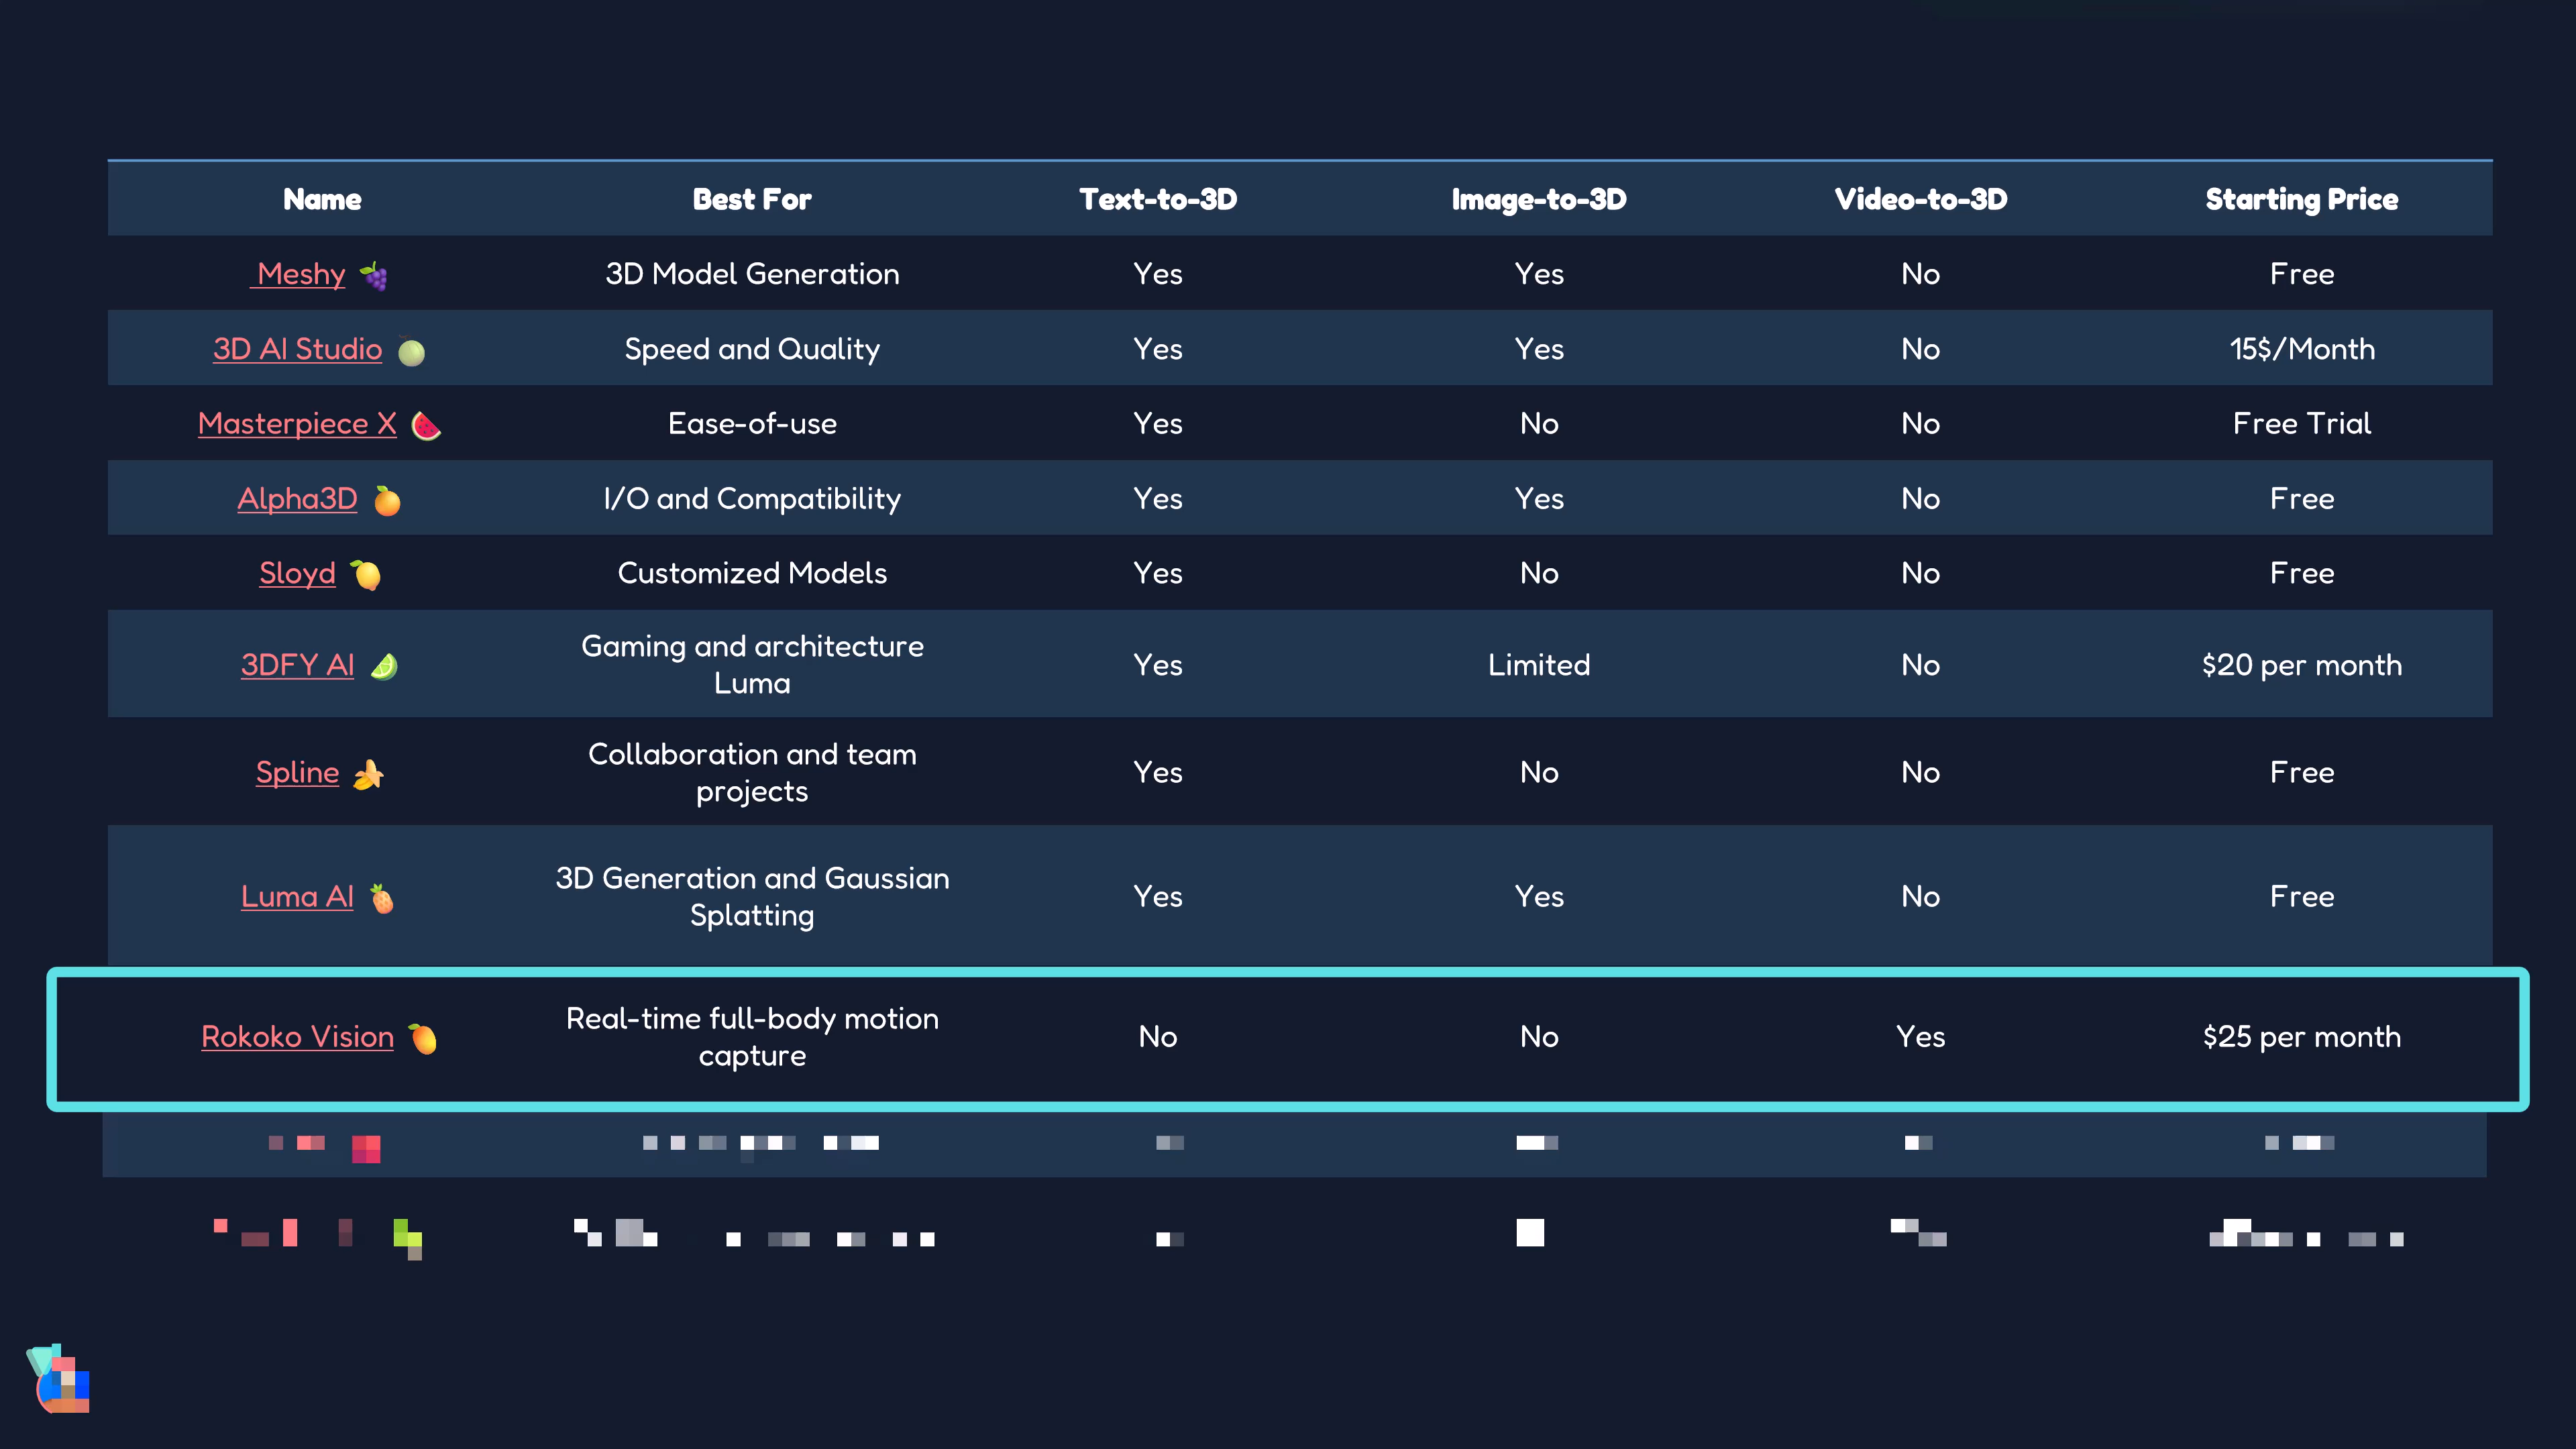 Name Best For Text-to-3D Image-to-3D Video-to-3D Starting Price
Meshy 3D Model Generation Yes Yes No Free
3D AI Studio Speed and Quality Yes Yes No 15$/Month
Masterpiece X Ease-of-use Yes No No Free Trial
Alpha3D I/O and Compatibility Yes Yes No Free
Sloyd Customized Models Yes No No Free
3DFY AI Gaming and architecture Luma Yes Limited No $20 per month
Spline Collaboration and team projects Yes No No Free
Luma AI 3D Generation and Gaussian Splatting Yes Yes No Free
Rokoko Vision Real-time full-body motion capture No No Yes $25 per month